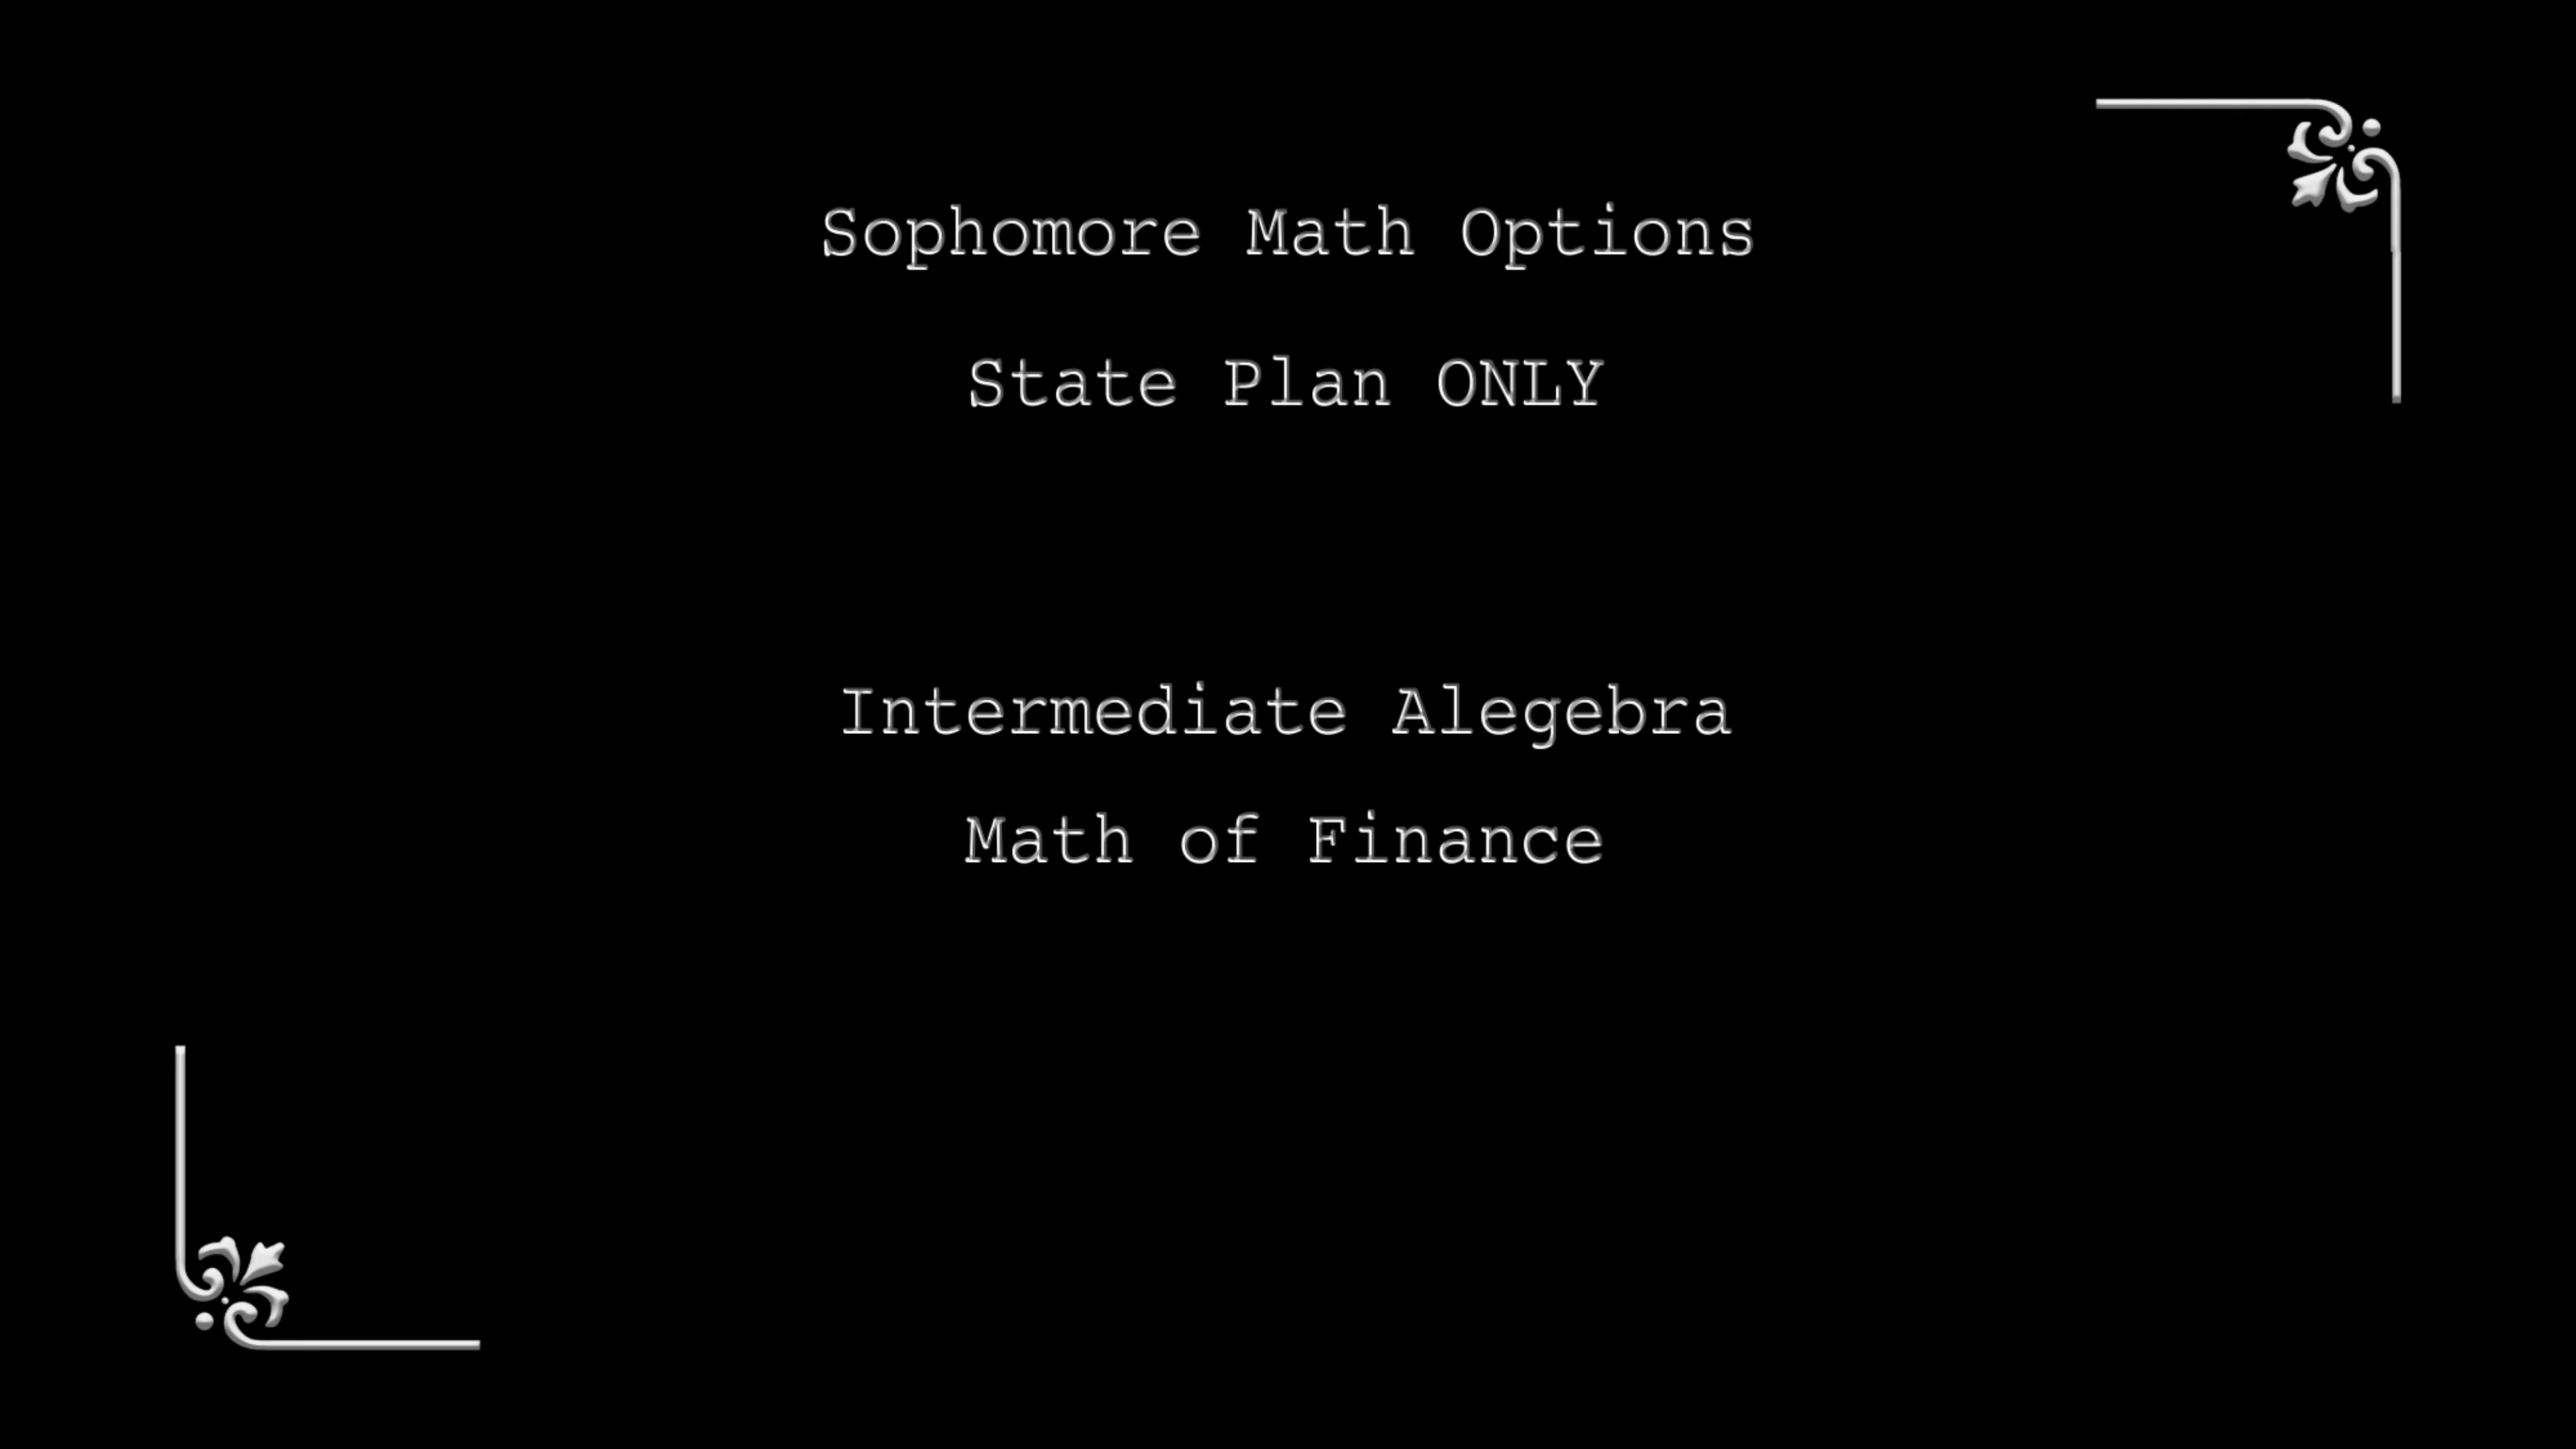 Sophomore Math Options
State Plan ONLY
Intermediate Alegebra
Math of Finance